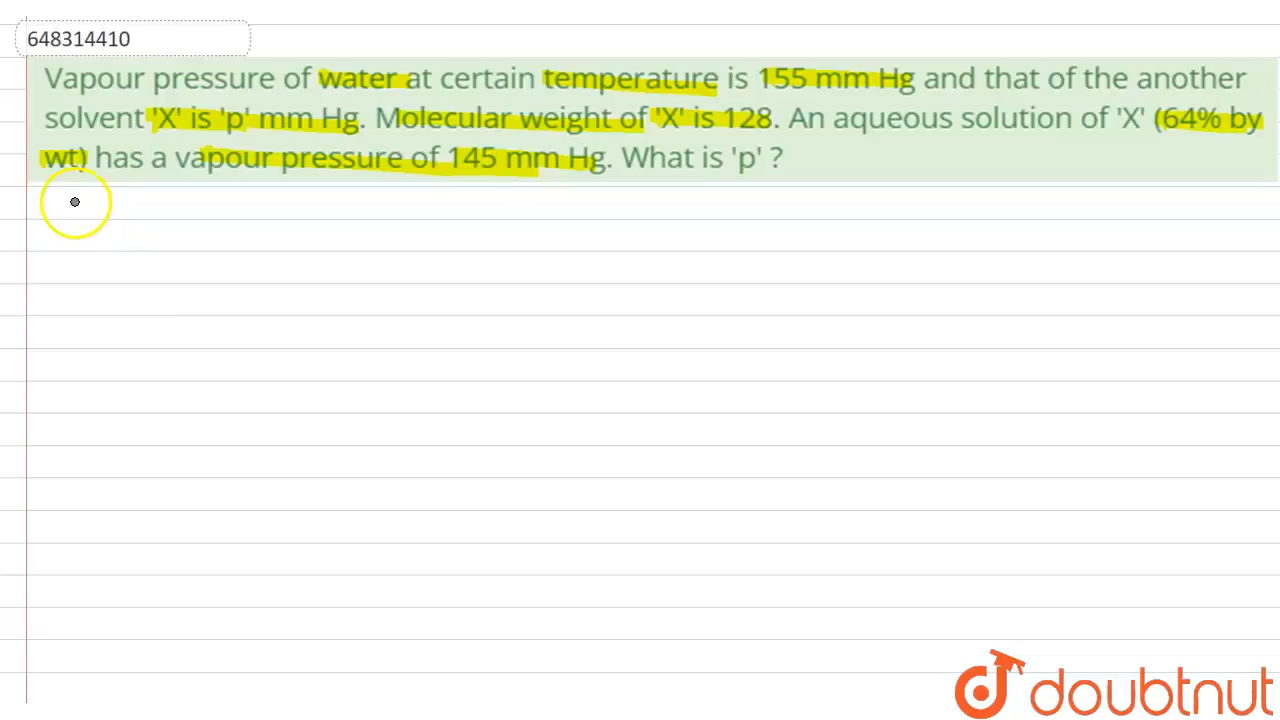 648314410
Vapour pressure of water at certain temperature is 155 mm Hg and that of the another
solvent 'X' is 'p' mm Hg. Molecular weight of 'X' is 128. An aqueous solution of 'X' (64% by
wt) has a vapour pressure of 145 mm Hg. What is 'p' ?
doubtnut